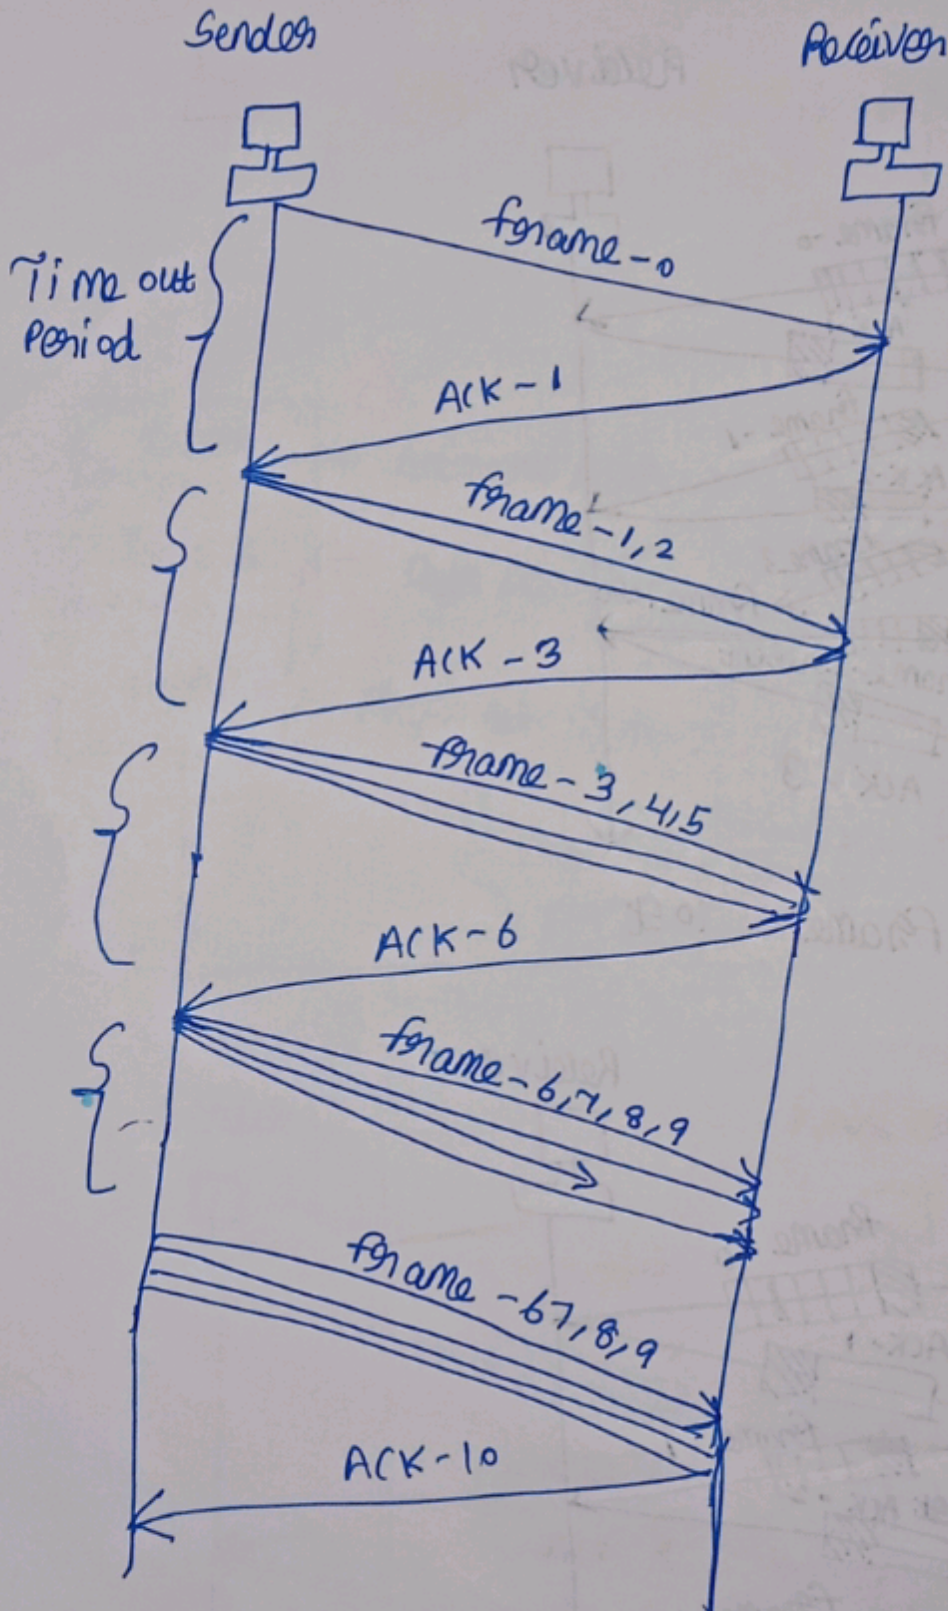 Sender
Receiver
frame-0
Time out
Period
ACK-1
frame-1,2
ACK-3
frame-3,4,5
ACK-6
frame-6,7,8,9
frame-67,8,9
ACK-10